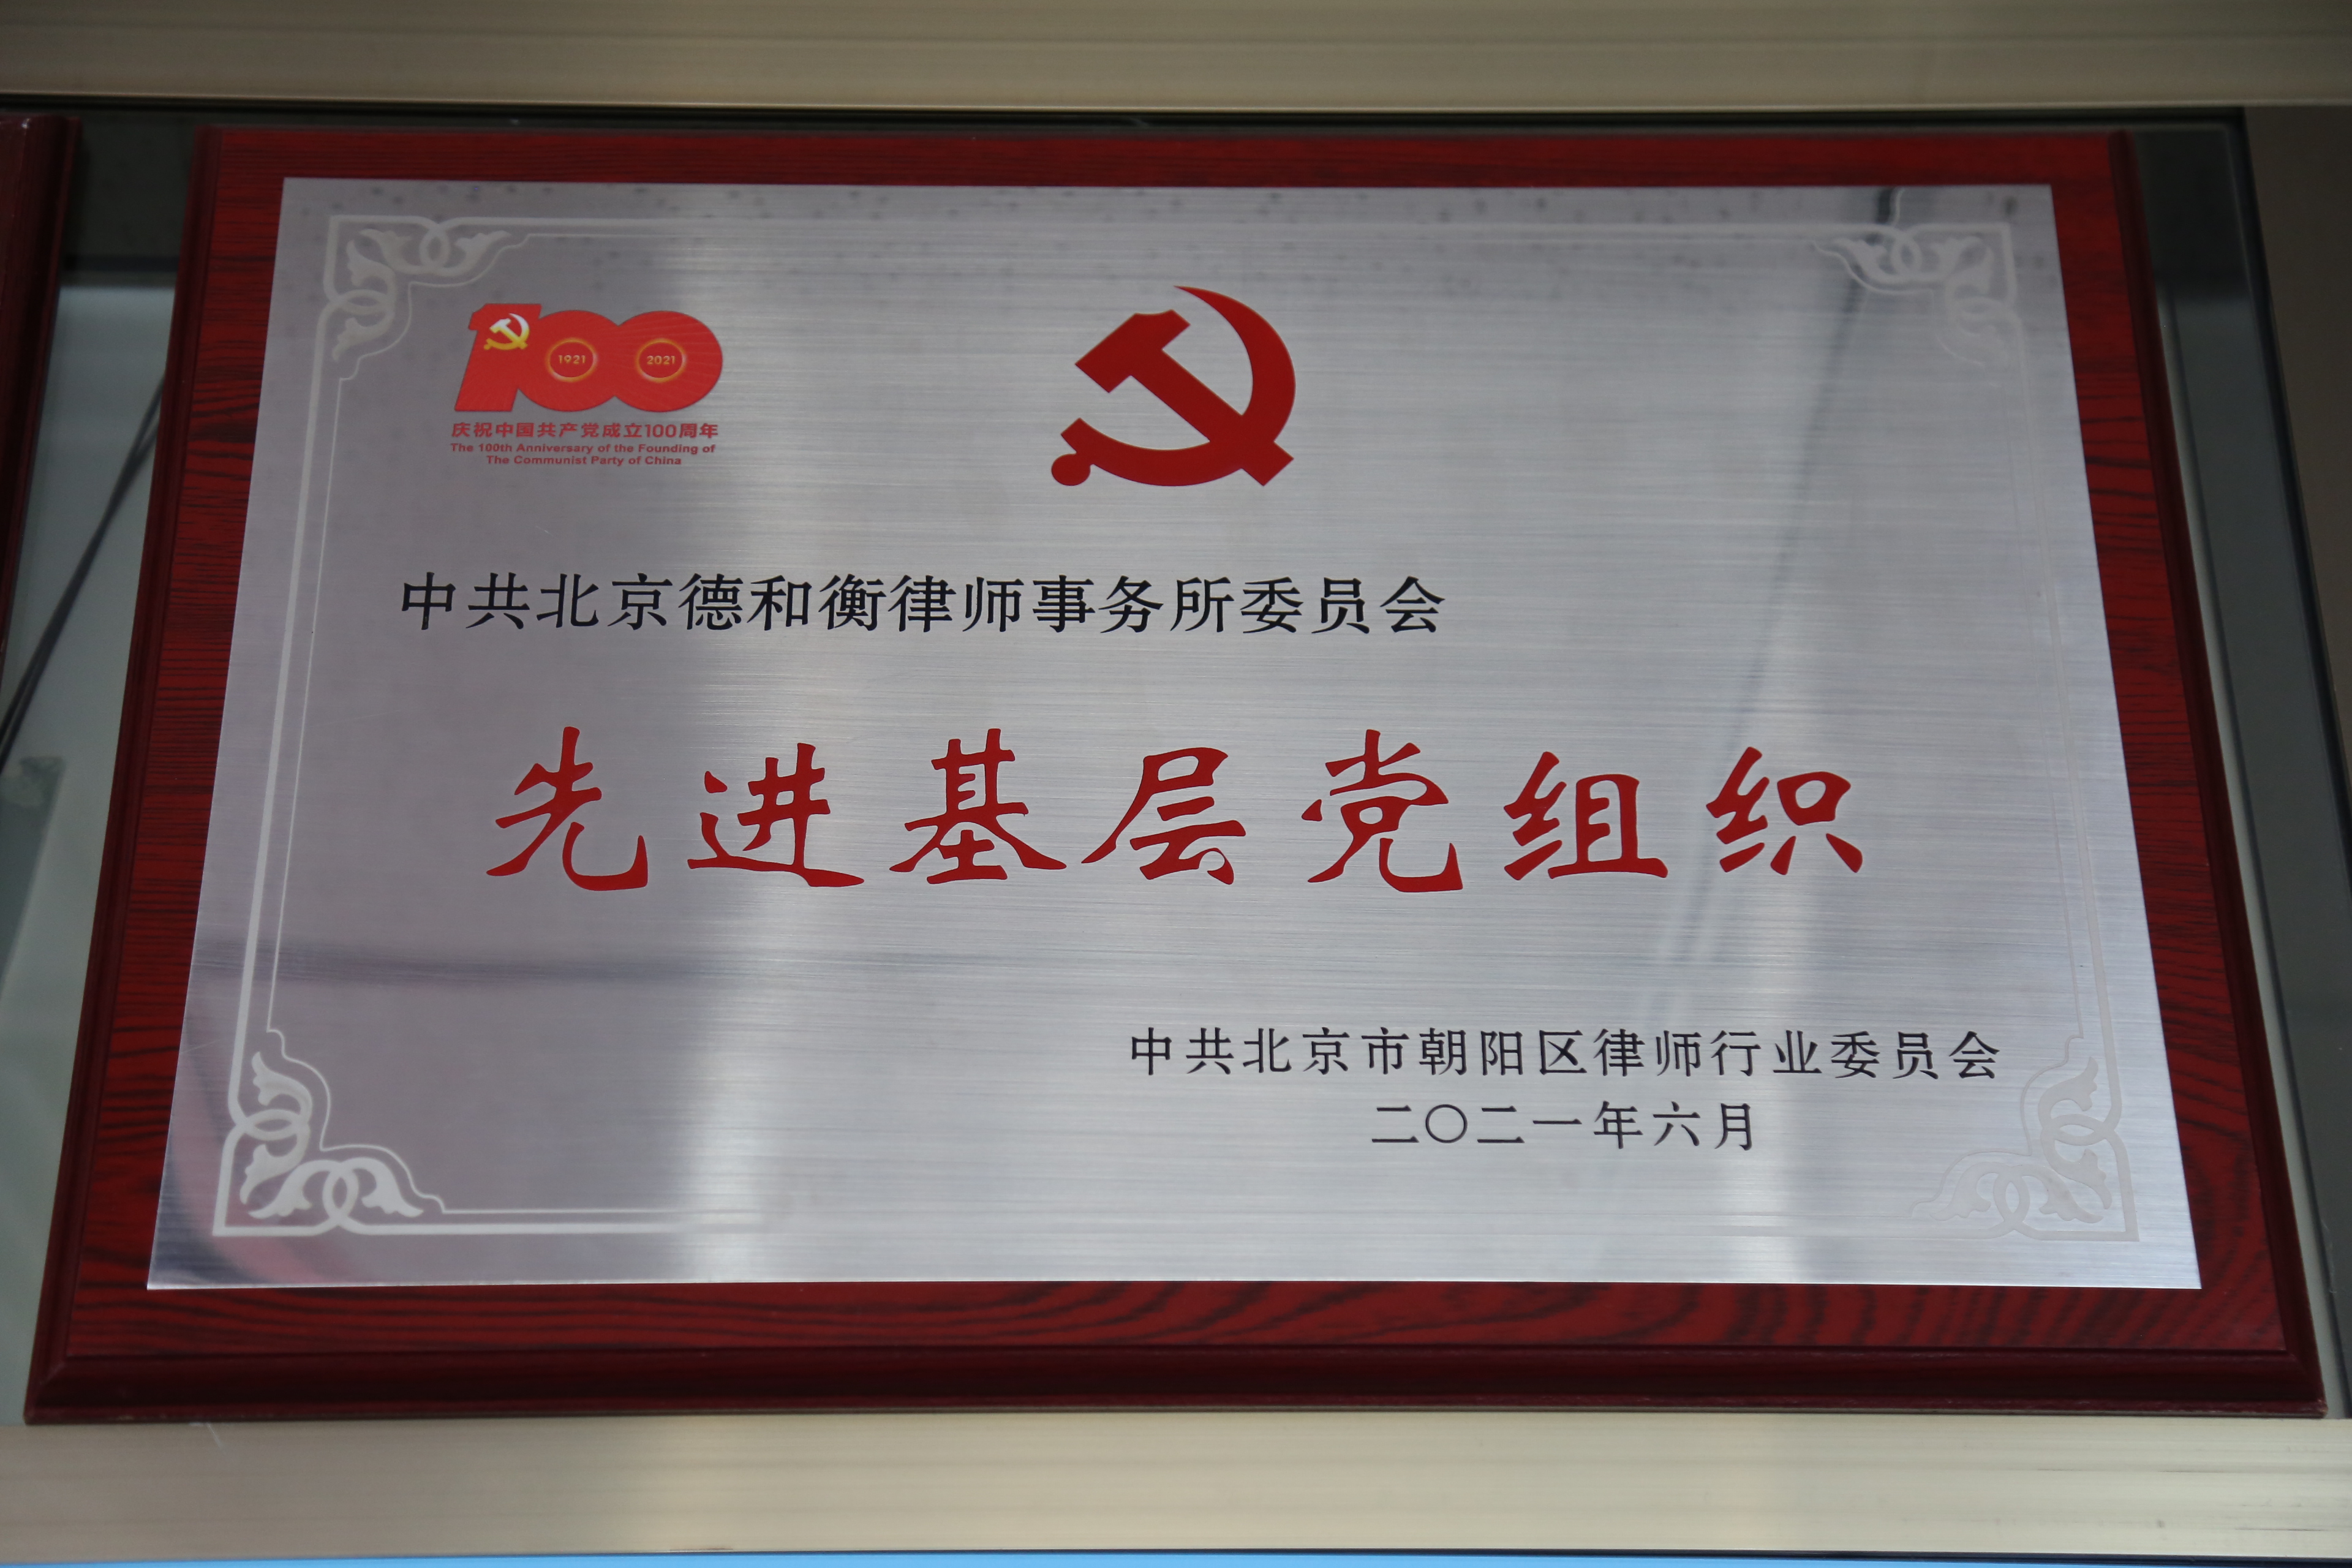 1921 2021
庆祝中国共产党成立100周年
The 100th Anniversary of the Founding of
The Communist Party of China
中共北京德和衡律师事务所委员会
先进基层党组织
中共北京市朝阳区律师行业委员会
二〇二一年六月